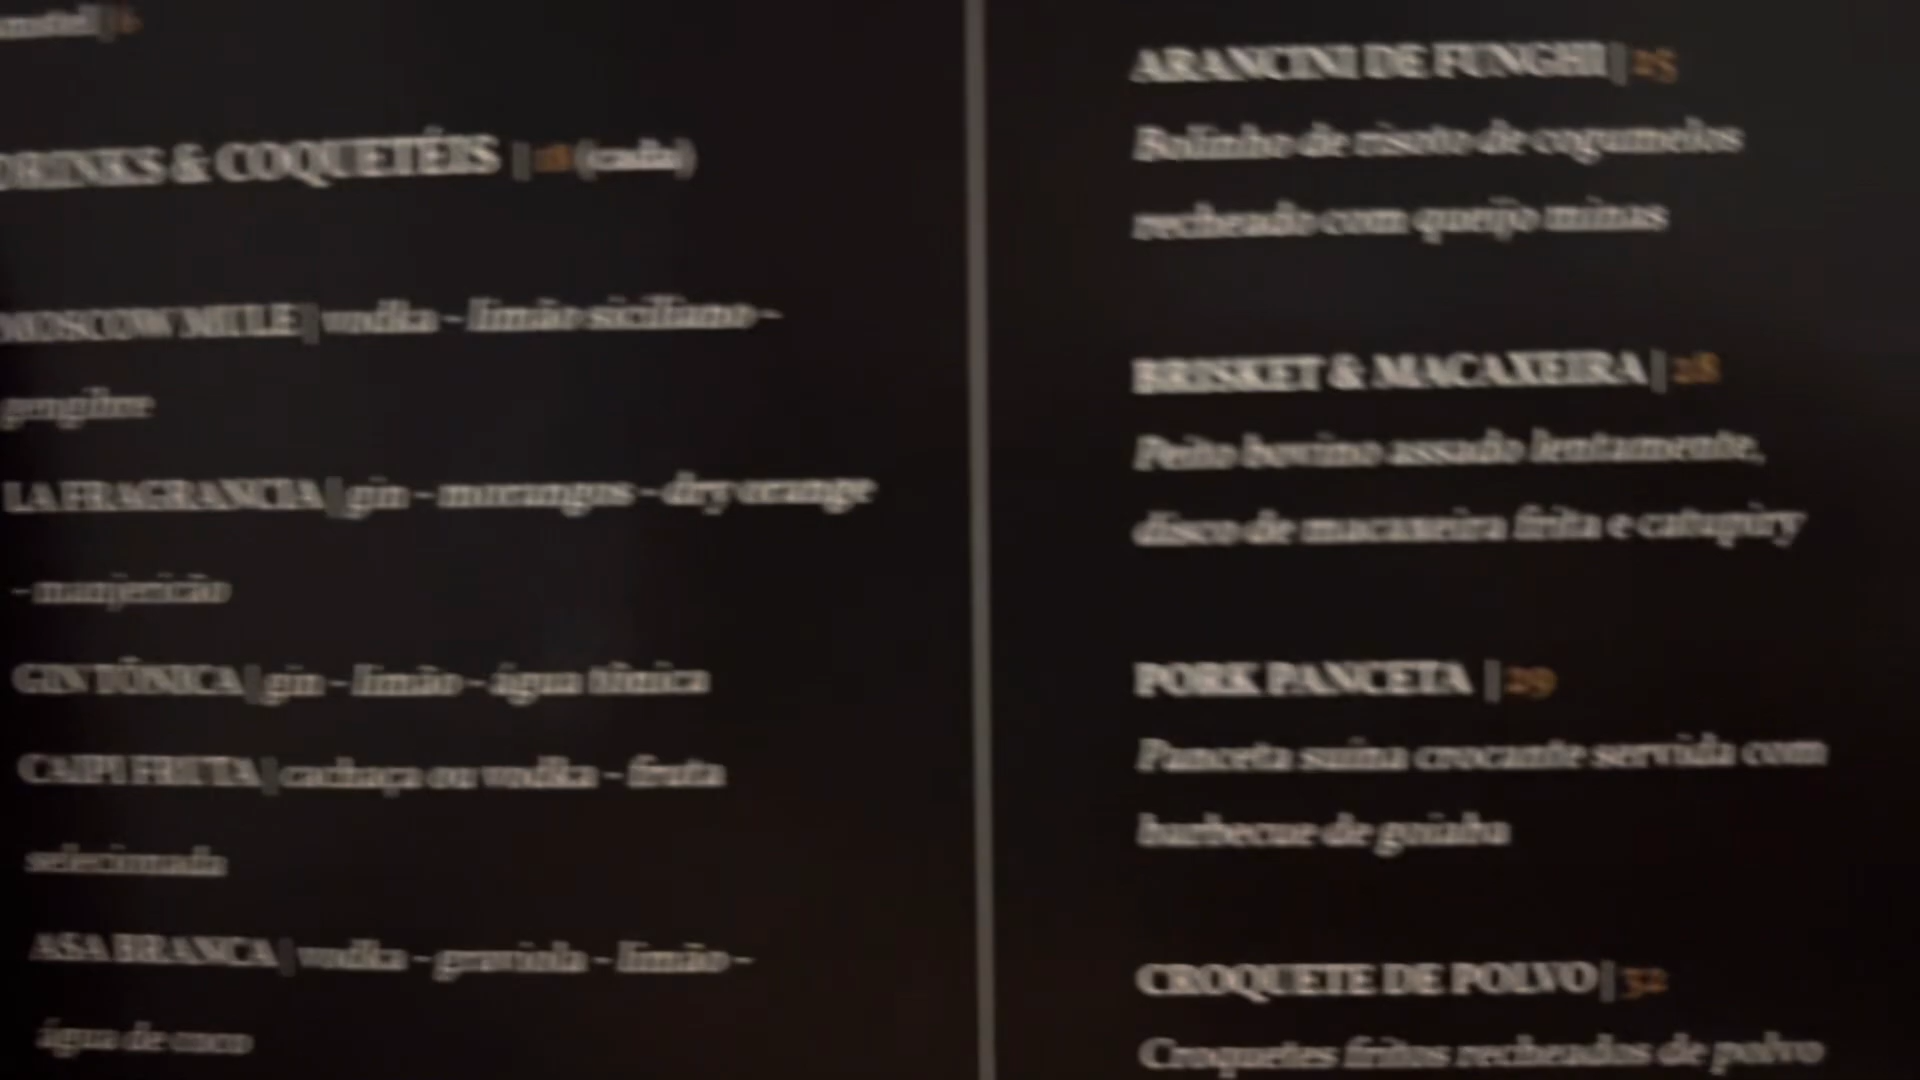 DRINKS & COQUETÉIS | 18 (cada)
MOSCOW MULE | vodka - limão siciliano -
gengibre
LA FRAGRANCIA | gin - morangos - dry orange
- manjericão
GIN TÔNICA | gin - limão - água tônica
CAIPI FRUTA | cachaça ou vodka - fruta
selecionada
ASA BRANCA | vodka - graviola - limão -
água de coco
ARANCINI DE FUNGHI | 25
Bolinho de risoto de cogumelos
recheado com queijo minas
BRISKET & MACAXEIRA | 28
Peito bovino assado lentamente,
disco de macaxeira frita e catupiry
PORK PANCETA | 29
Panceta suína crocante servida com
barbecue de goiaba
CROQUETE DE POLVO | 32
Croquetes fritos recheados de polvo